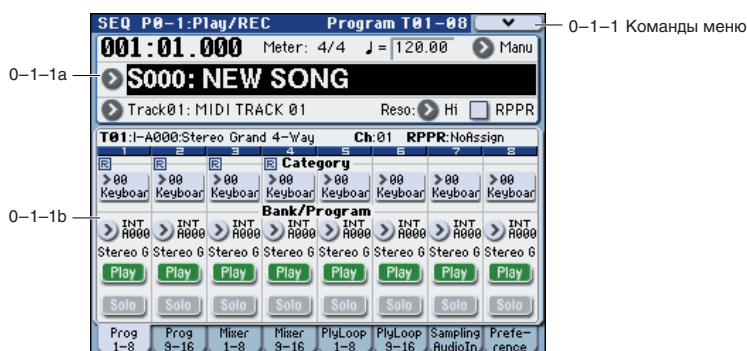 SEQ P0-1:Play/REC Program T01-08
0–1–1 Команды меню
001:01.000 Meter: 4/4 ♩= 120.00 Manu
0–1–1a
S000: NEW SONG
Track01: MIDI TRACK 01 Reso: Hi RPPR
T01:I-A000:Stereo Grand 4-Way Ch:01 RPPR:NoAssign
1 2 3 4 5 6 7 8
R R R R Category
00 00 00 00 00 00 00 00
Keyboar Keyboar Keyboar Keyboar Keyboar Keyboar Keyboar Keyboar
Bank/Program
0–1–1b
INT INT INT INT INT INT INT INT
A000 A000 A000 A000 A000 A000 A000 A000
Stereo G Stereo G Stereo G Stereo G Stereo G Stereo G Stereo G Stereo G
Play Play Play Play Play Play Play Play
Solo Solo Solo Solo Solo Solo Solo Solo
Prog Prog Mixer Mixer PlyLoop PlyLoop Sampling Prefe-
1-8 9-16 1-8 9-16 1-8 9-16 AudioIn rence